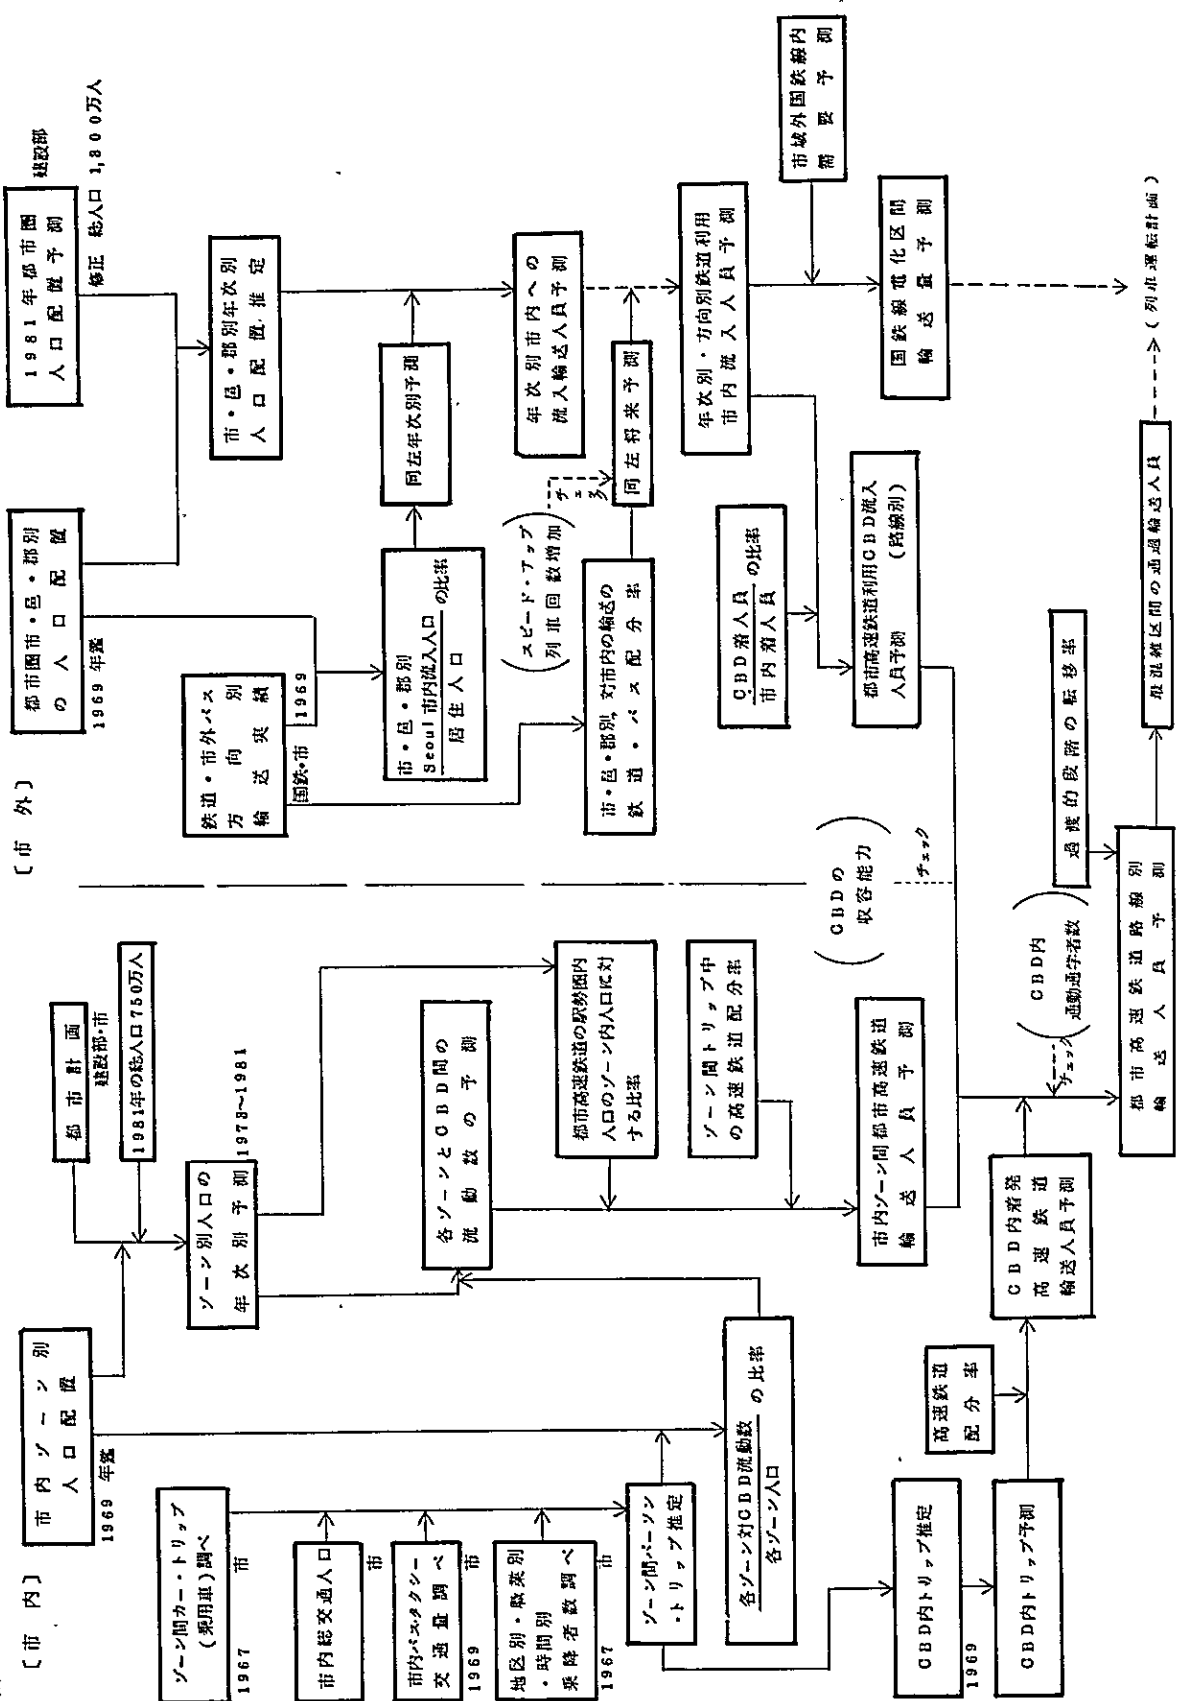 〔市 内〕
市内ゾーン別
人口配置
1969 年鑑
ゾーン間カー・トリップ
(乗用車)調べ
1967 市
市内総交通人口
市
市内バスタクシー
交通量調べ
1969 市
地区別・職業別
・時間別
乗降者数調べ
1967 市
ゾーン間パーソン
・トリップ推定
各ゾーン対CBD流動数
各ゾーン人口
の比率
CBD内トリップ推定
1969
CBD内トリップ予測
高速鉄道
配分率
CBD内着発
高速鉄道
輸送人員予測
都市計画
建設部・市
1981年の総人口750万人
ゾーン別人口の
年次別予測
1973~1981
各ゾーンとCBD間の
流動数の予測
都市高速鉄道の駅勢圏内
人口のゾーン内人口に対
する比率
ゾーン間トリップ中
の高速鉄道配分率
市内ゾーン間都市高速鉄道
輸送人員予測
〔市 外〕
都市圏市・邑・郡別
の人口配置
1969 年鑑
1981年都市圏
人口配置予測
建設部
修正 総人口 1,800万人
鉄道・市外バス
方向別
輸送実績
国鉄・市 1969
市・邑・郡別年次別
人口配置推定
市・邑・郡別
Seoul市内流入人口
居住人口
の比率
同左年次別予測
年次別市内への
流入輸送人員予測
スピード・アップ
列車回数増加
チェック
市・邑・郡別,対市内の輸送の
鉄道・バス配分率
同左将来予測
年次別・方向別鉄道利用
市内流入人員予測
市域外国鉄線内
需要予測
国鉄線電化区間
輸送量予測
CBD着人員
市内着人員
の比率
都市高速鉄道利用CBD流入
人員予測 (路線別)
CBDの
収容能力
チェック
CBD内
通勤通学者数
チェック
過渡的段階の転移率
都市高速鉄道路線別
輸送人員予測
最混雑区間の通過輸送人員
(列車運転計画)